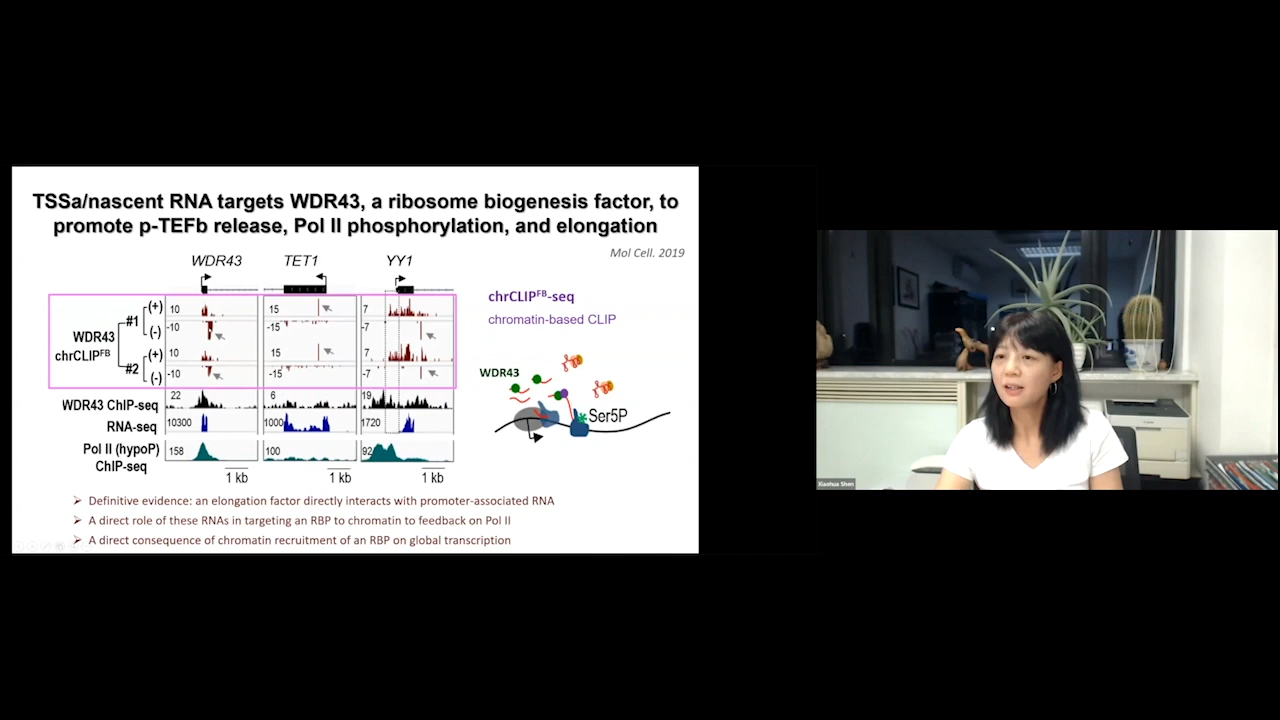 TSSa/nascent RNA targets WDR43, a ribosome biogenesis factor, to
promote p-TEFb release, Pol II phosphorylation, and elongation
Mol Cell. 2019
WDR43 TET1 YY1
chrCLIPFB-seq
chromatin-based CLIP
WDR43
chrCLIPFB
#1 (+) 10 15 7
(-) -10 -15 -7
#2 (+) 10 15 7
(-) -10 -15 -7
WDR43 ChIP-seq 22 6 19
RNA-seq 10300 1000 1720
Pol II (hypoP)
ChIP-seq
158 100 92
1 kb 1 kb 1 kb
WDR43
Ser5P
➢ Definitive evidence: an elongation factor directly interacts with promoter-associated RNA
➢ A direct role of these RNAs in targeting an RBP to chromatin to feedback on Pol II
➢ A direct consequence of chromatin recruitment of an RBP on global transcription
Xiaohua Shen